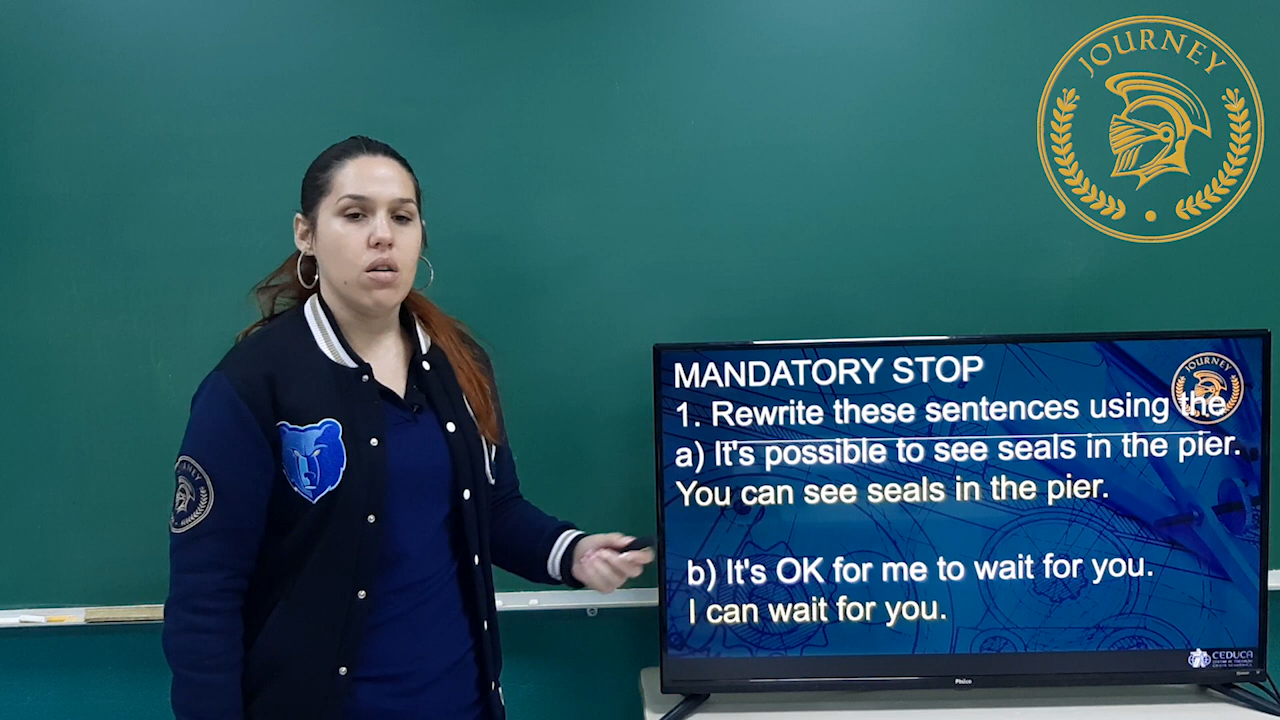 JOURNEY
JOURNEY
MANDATORY STOP
1. Rewrite these sentences using the
a) It's possible to see seals in the pier.
You can see seals in the pier.
b) It's OK for me to wait for you.
I can wait for you.
JOURNEY
CEDUCA
Philco